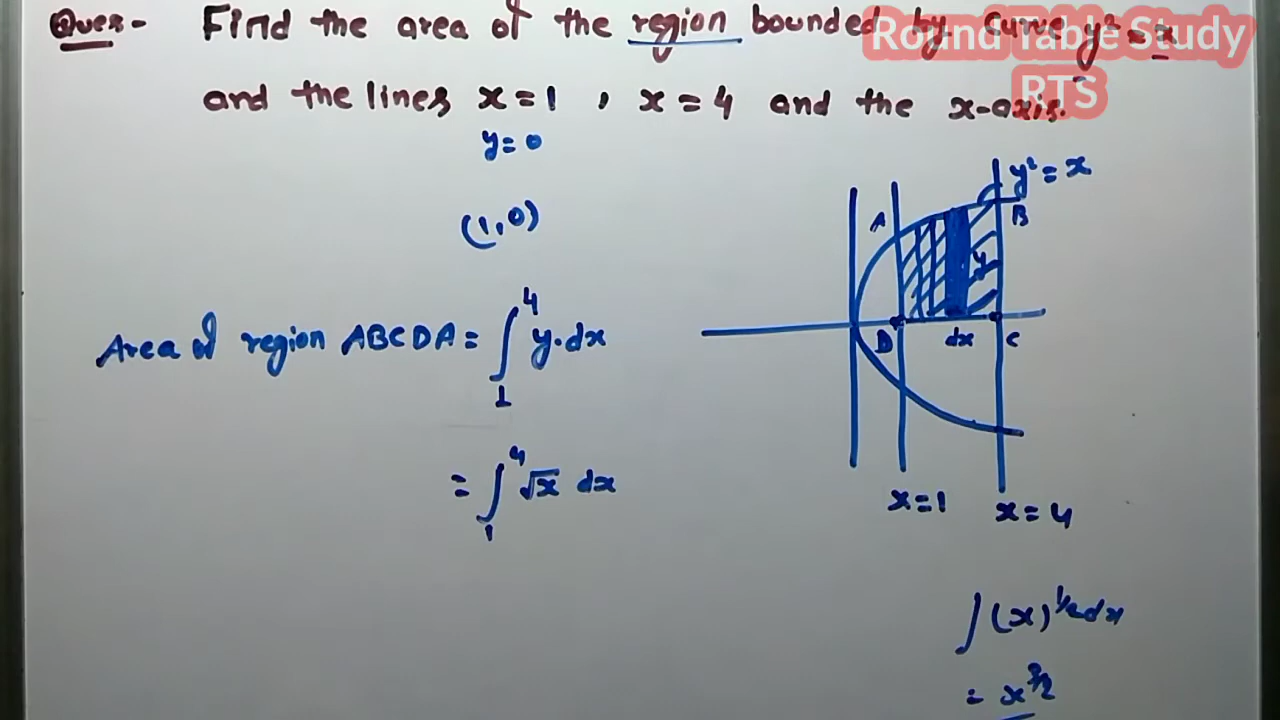 Ques- Find the area of the region bounded by curve y² = x
and the lines x = 1 , x = 4 and the x-axis.
Round Table Study
RTS
y = 0
(1,0)
y² = x
A
B
y
Area of region ABCDA = ∫₁⁴ y·dx
D
dx
C
= ∫₁⁴ √x dx
x = 1
x = 4
∫(x)^1/2 dx
= x^3/2